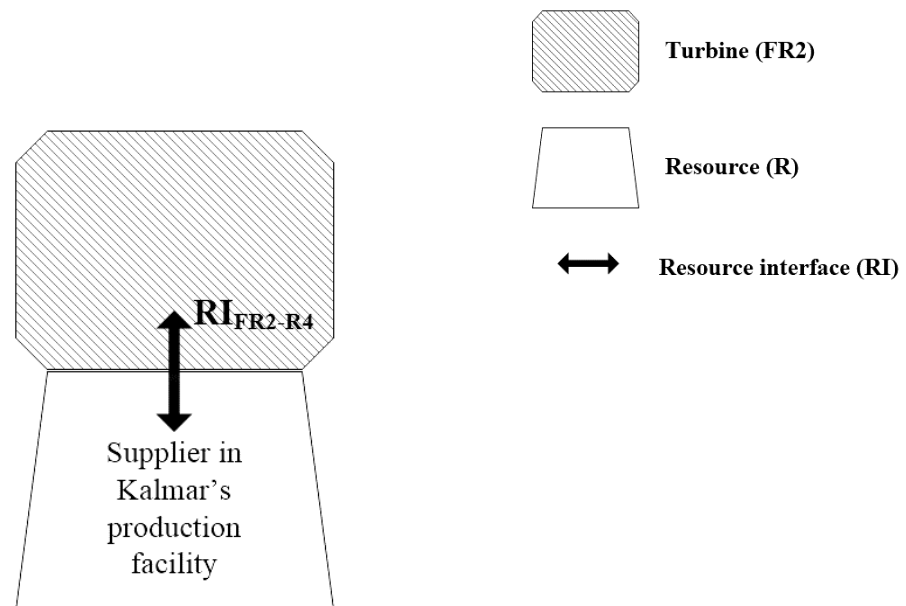 Turbine (FR2)
Resource (R)
Resource interface (RI)
RIFR2-R4
Supplier in
Kalmar’s
production
facility